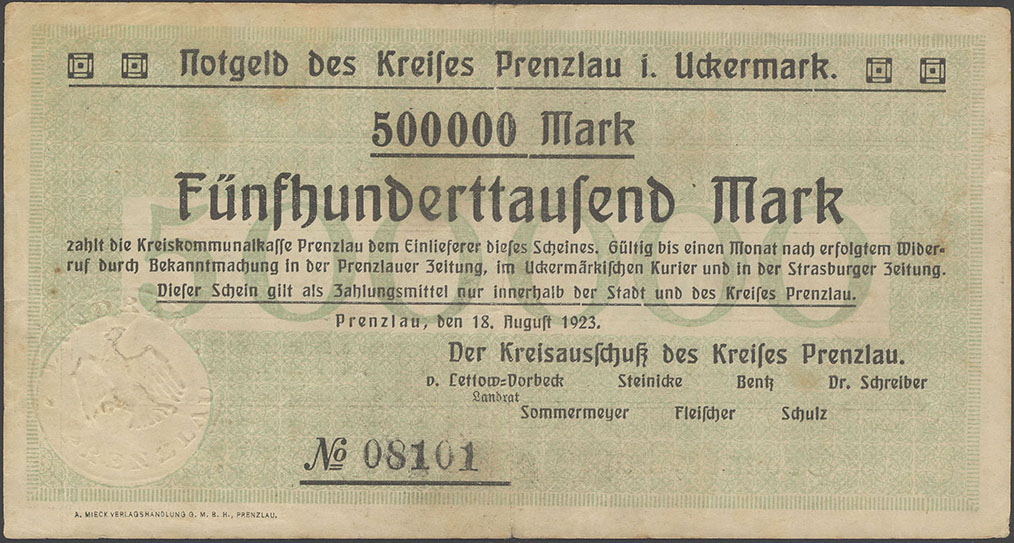 Notgeld des Kreiſes Prenzlau i. Uckermark.
500000 Mark
Fünfhunderttauſend Mark
zahlt die Kreiskommunalkaſſe Prenzlau dem Einlieferer dieſes Scheines. Gültig bis einen Monat nach erfolgtem Wider-
ruf durch Bekanntmachung in der Prenzlauer Zeitung, im Uckermärkiſchen Kurier und in der Strasburger Zeitung.
Dieſer Schein gilt als Zahlungsmittel nur innerhalb der Stadt und des Kreiſes Prenzlau.
500000
Prenzlau, den 18. Auguſt 1923.
Der Kreisausſchuß des Kreiſes Prenzlau.
v. Lettow-Vorbeck Steinicke Bentz Dr. Schreiber
Landrat
Sommermeyer Fleiſcher Schulz
№ 08101
A. MIECK VERLAGSHANDLUNG G. M. B. H., PRENZLAU.